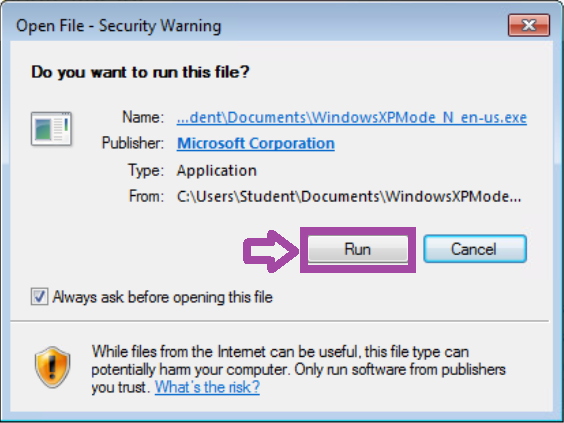 Open File - Security Warning
Do you want to run this file?
Name: ...dent\Documents\WindowsXPMode_N_en-us.exe
Publisher: Microsoft Corporation
Type: Application
From: C:\Users\Student\Documents\WindowsXPMode...
Run Cancel
Always ask before opening this file
While files from the Internet can be useful, this file type can
potentially harm your computer. Only run software from publishers
you trust. What's the risk?